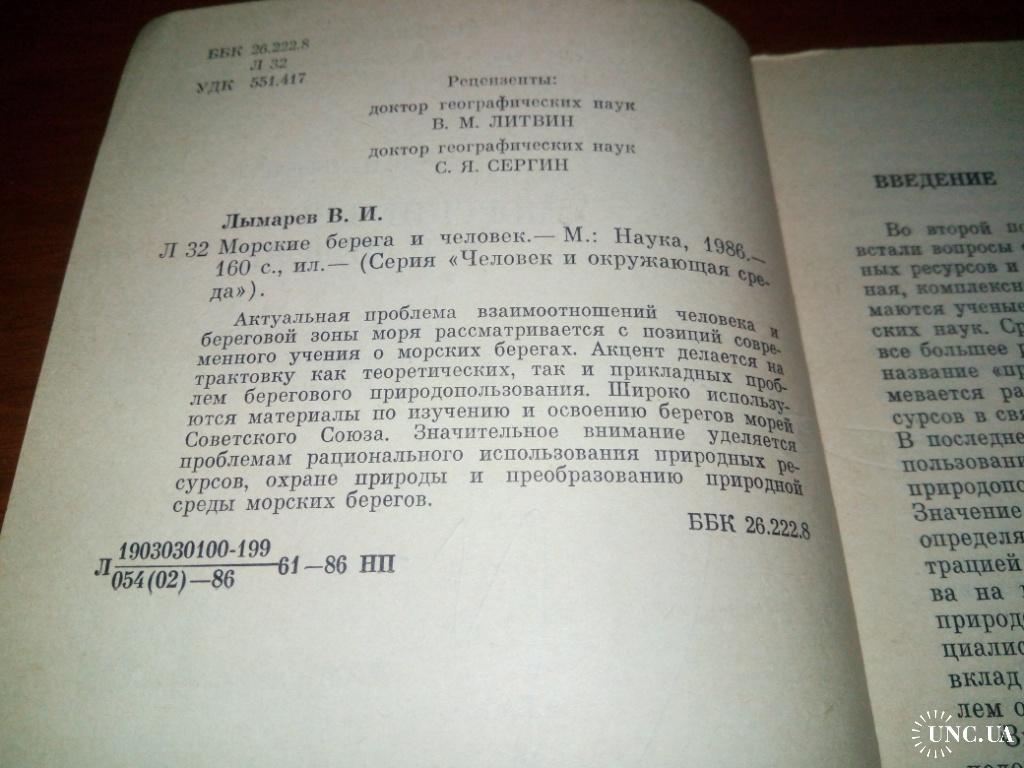 ББК 26.222.8
Л 32
УДК 551.417
Рецензенты:
доктор географических наук
В. М. ЛИТВИН
доктор географических наук
С. Я. СЕРГИН
Лымарев В. И.
Л 32 Морские берега и человек.— М.: Наука, 1986.—
160 с., ил.— (Серия «Человек и окружающая сре-
да»).
Актуальная проблема взаимоотношений человека и
береговой зоны моря рассматривается с позиций совре-
менного учения о морских берегах. Акцент делается на
трактовку как теоретических, так и прикладных проб-
лем берегового природопользования. Широко использу-
ются материалы по изучению и освоению берегов морей
Советского Союза. Значительное внимание уделяется
проблемам рационального использования природных ре-
сурсов, охране природы и преобразованию природной
среды морских берегов.
ББК 26.222.8
Л 1903030100-199
054(02)—86 61—86 НП
ВВЕДЕНИЕ
Во второй по
встали вопросы
ных ресурсов и
ная, комплексн
маются ученые
ских наук. Ср
все большее р
название «пр
мевается ра
сурсов в свя
В последне
пользовани
природопо
Значение
определя
трацией
ва на
природ
циалис
вклад
лем о
UNC.UA